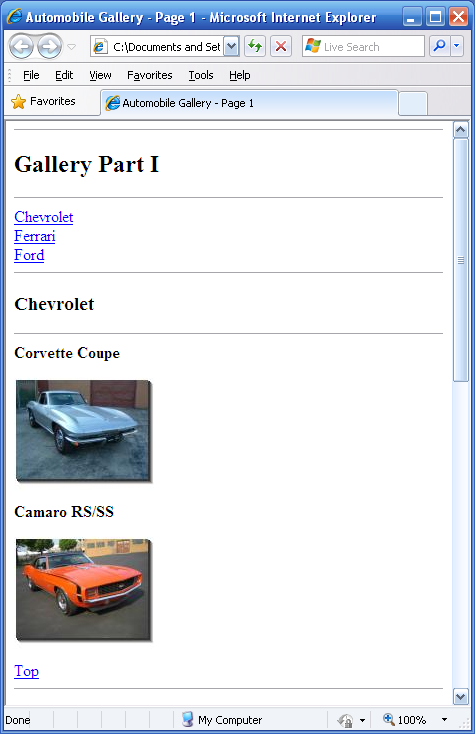 Automobile Gallery - Page 1 - Microsoft Internet Explorer
C:\Documents and Set
Live Search
File Edit View Favorites Tools Help
Favorites
Automobile Gallery - Page 1
Gallery Part I
Chevrolet
Ferrari
Ford
Chevrolet
Corvette Coupe
Camaro RS/SS
Top
Done
My Computer
100%